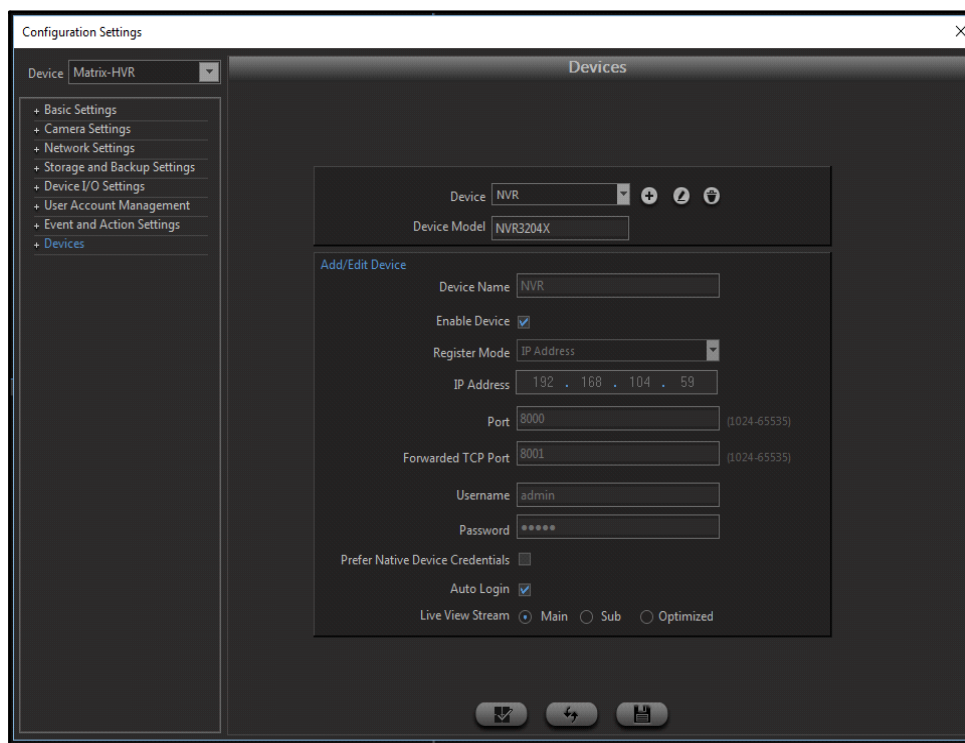 Configuration Settings
Device Matrix-HVR
+ Basic Settings
+ Camera Settings
+ Network Settings
+ Storage and Backup Settings
+ Device I/O Settings
+ User Account Management
+ Event and Action Settings
+ Devices
Devices
Device NVR
Device Model NVR3204X
Add/Edit Device
Device Name NVR
Enable Device
Register Mode IP Address
IP Address 192 . 168 . 104 . 59
Port 8000 (1024-65535)
Forwarded TCP Port 8001 (1024-65535)
Username admin
Password •••••
Prefer Native Device Credentials
Auto Login
Live View Stream Main Sub Optimized